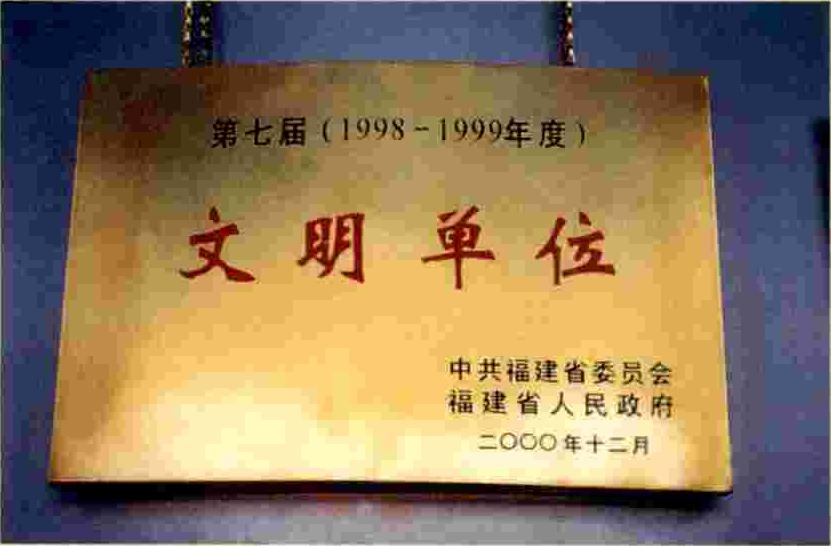 第七届（1998-1999年度）
文明单位
中共福建省委员会
福建省人民政府
二〇〇〇年十二月